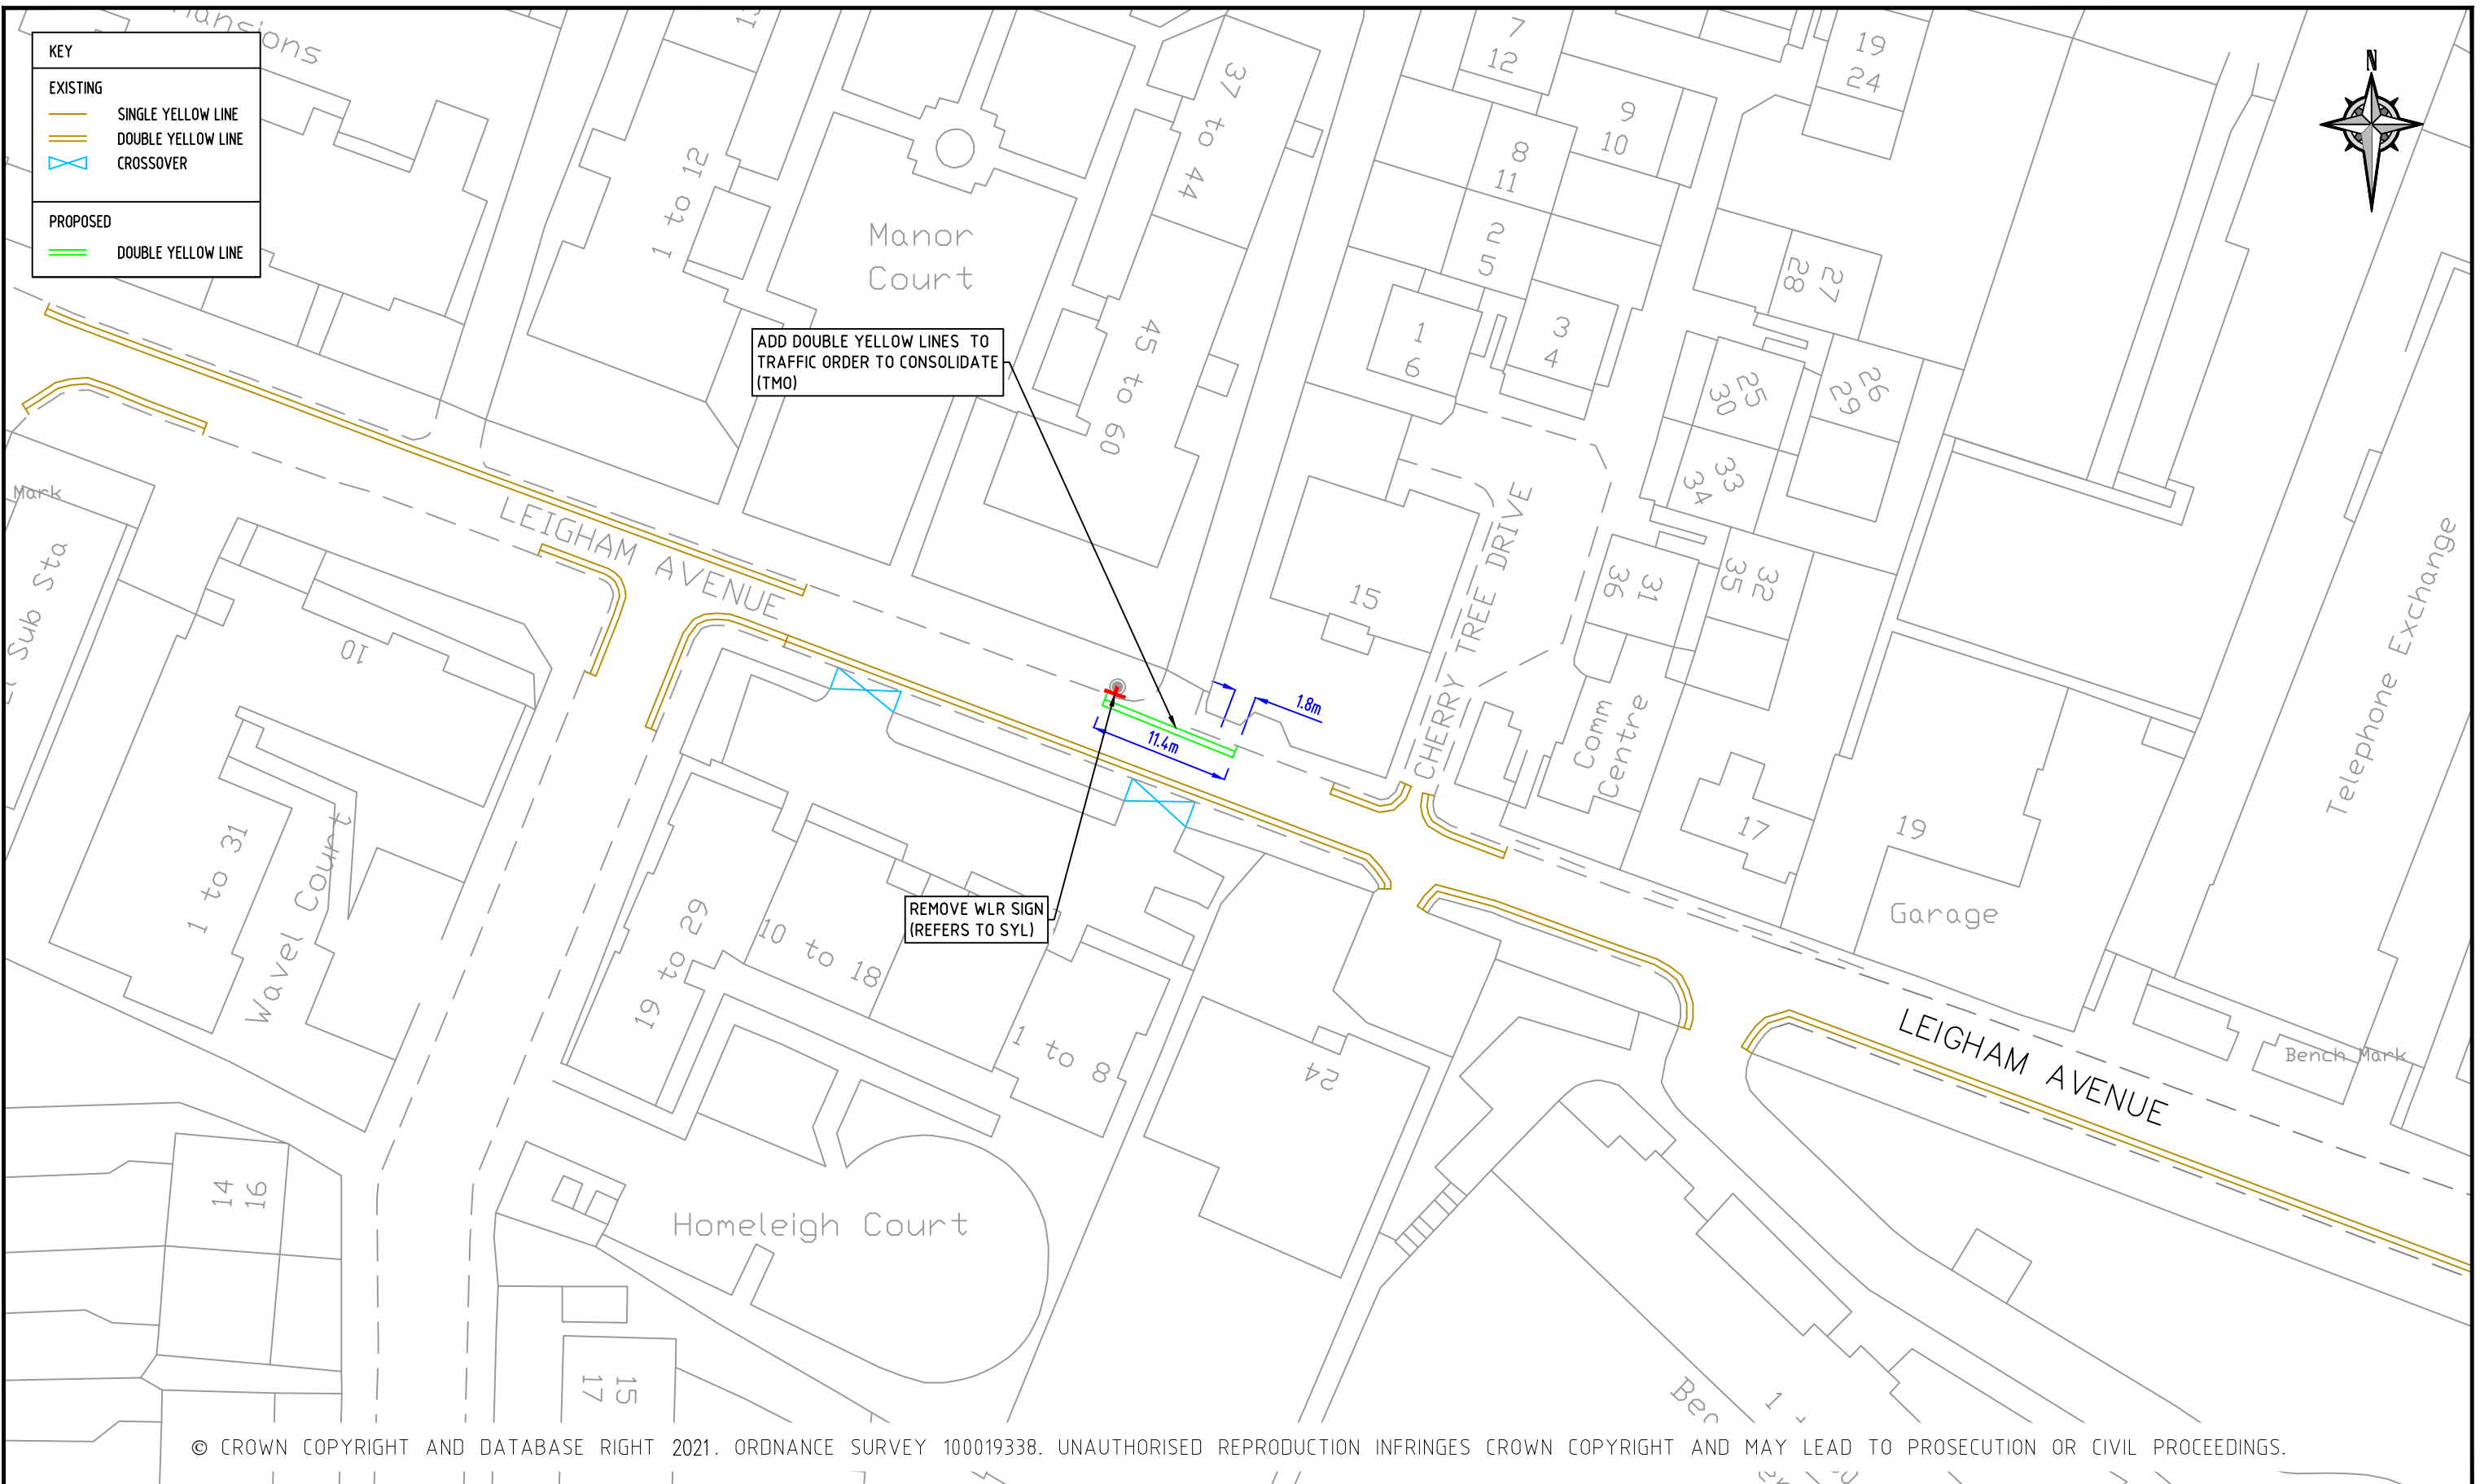 KEY
EXISTING
SINGLE YELLOW LINE
DOUBLE YELLOW LINE
CROSSOVER
PROPOSED
DOUBLE YELLOW LINE
N
1 to 12
Manor
Court
37 to 44
45 to 60
7
12
8
11
9
10
19
24
2
5
1
6
3
4
28
27
25
30
26
29
33
34
36
31
35
32
ADD DOUBLE YELLOW LINES TO
TRAFFIC ORDER TO CONSOLIDATE
(TMO)
Mark
Sub Sta
LEIGHAM AVENUE
15
CHERRY TREE DRIVE
Telephone Exchange
10
1.8m
11.4m
Comm
Centre
17
19
Garage
1 to 31
Wavel Court
19 to 29
10 to 18
1 to 8
REMOVE WLR SIGN
(REFERS TO SYL)
24
LEIGHAM AVENUE
Bench Mark
14
16
Homeleigh Court
15
17
© CROWN COPYRIGHT AND DATABASE RIGHT 2021. ORDNANCE SURVEY 100019338. UNAUTHORISED REPRODUCTION INFRINGES CROWN COPYRIGHT AND MAY LEAD TO PROSECUTION OR CIVIL PROCEEDINGS.